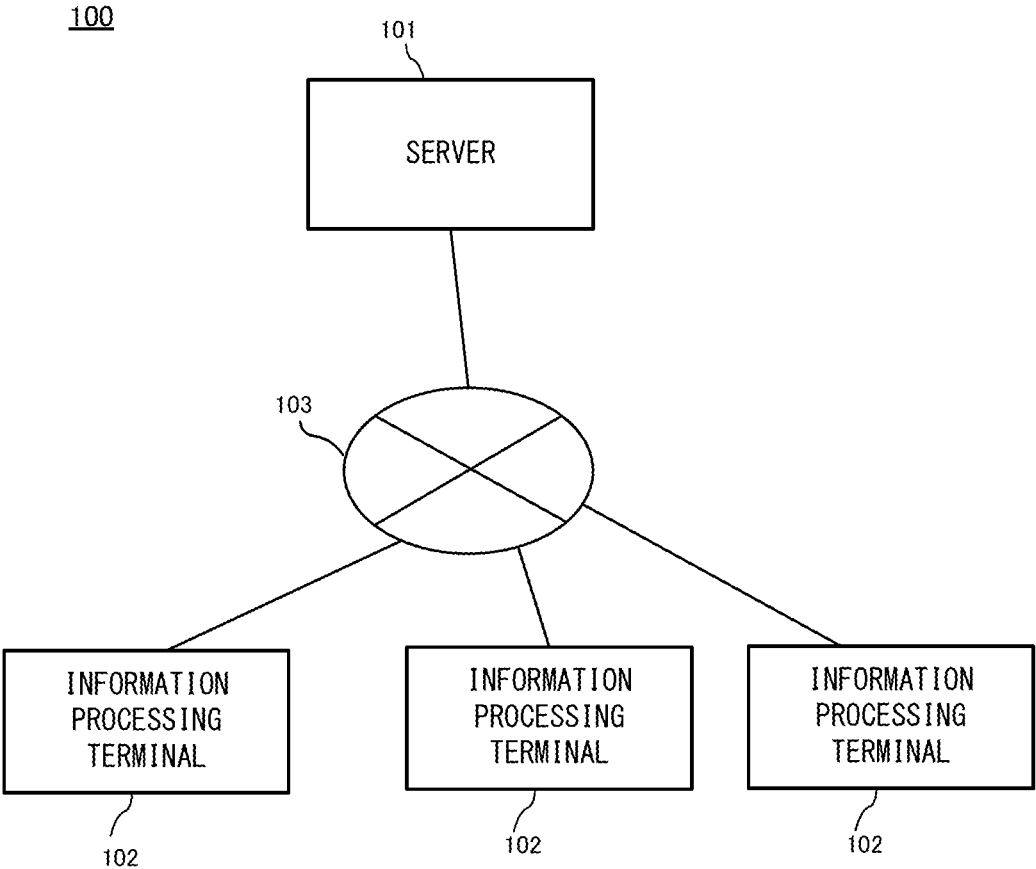 100
101
SERVER
103
INFORMATION
PROCESSING
TERMINAL
INFORMATION
PROCESSING
TERMINAL
INFORMATION
PROCESSING
TERMINAL
102
102
102